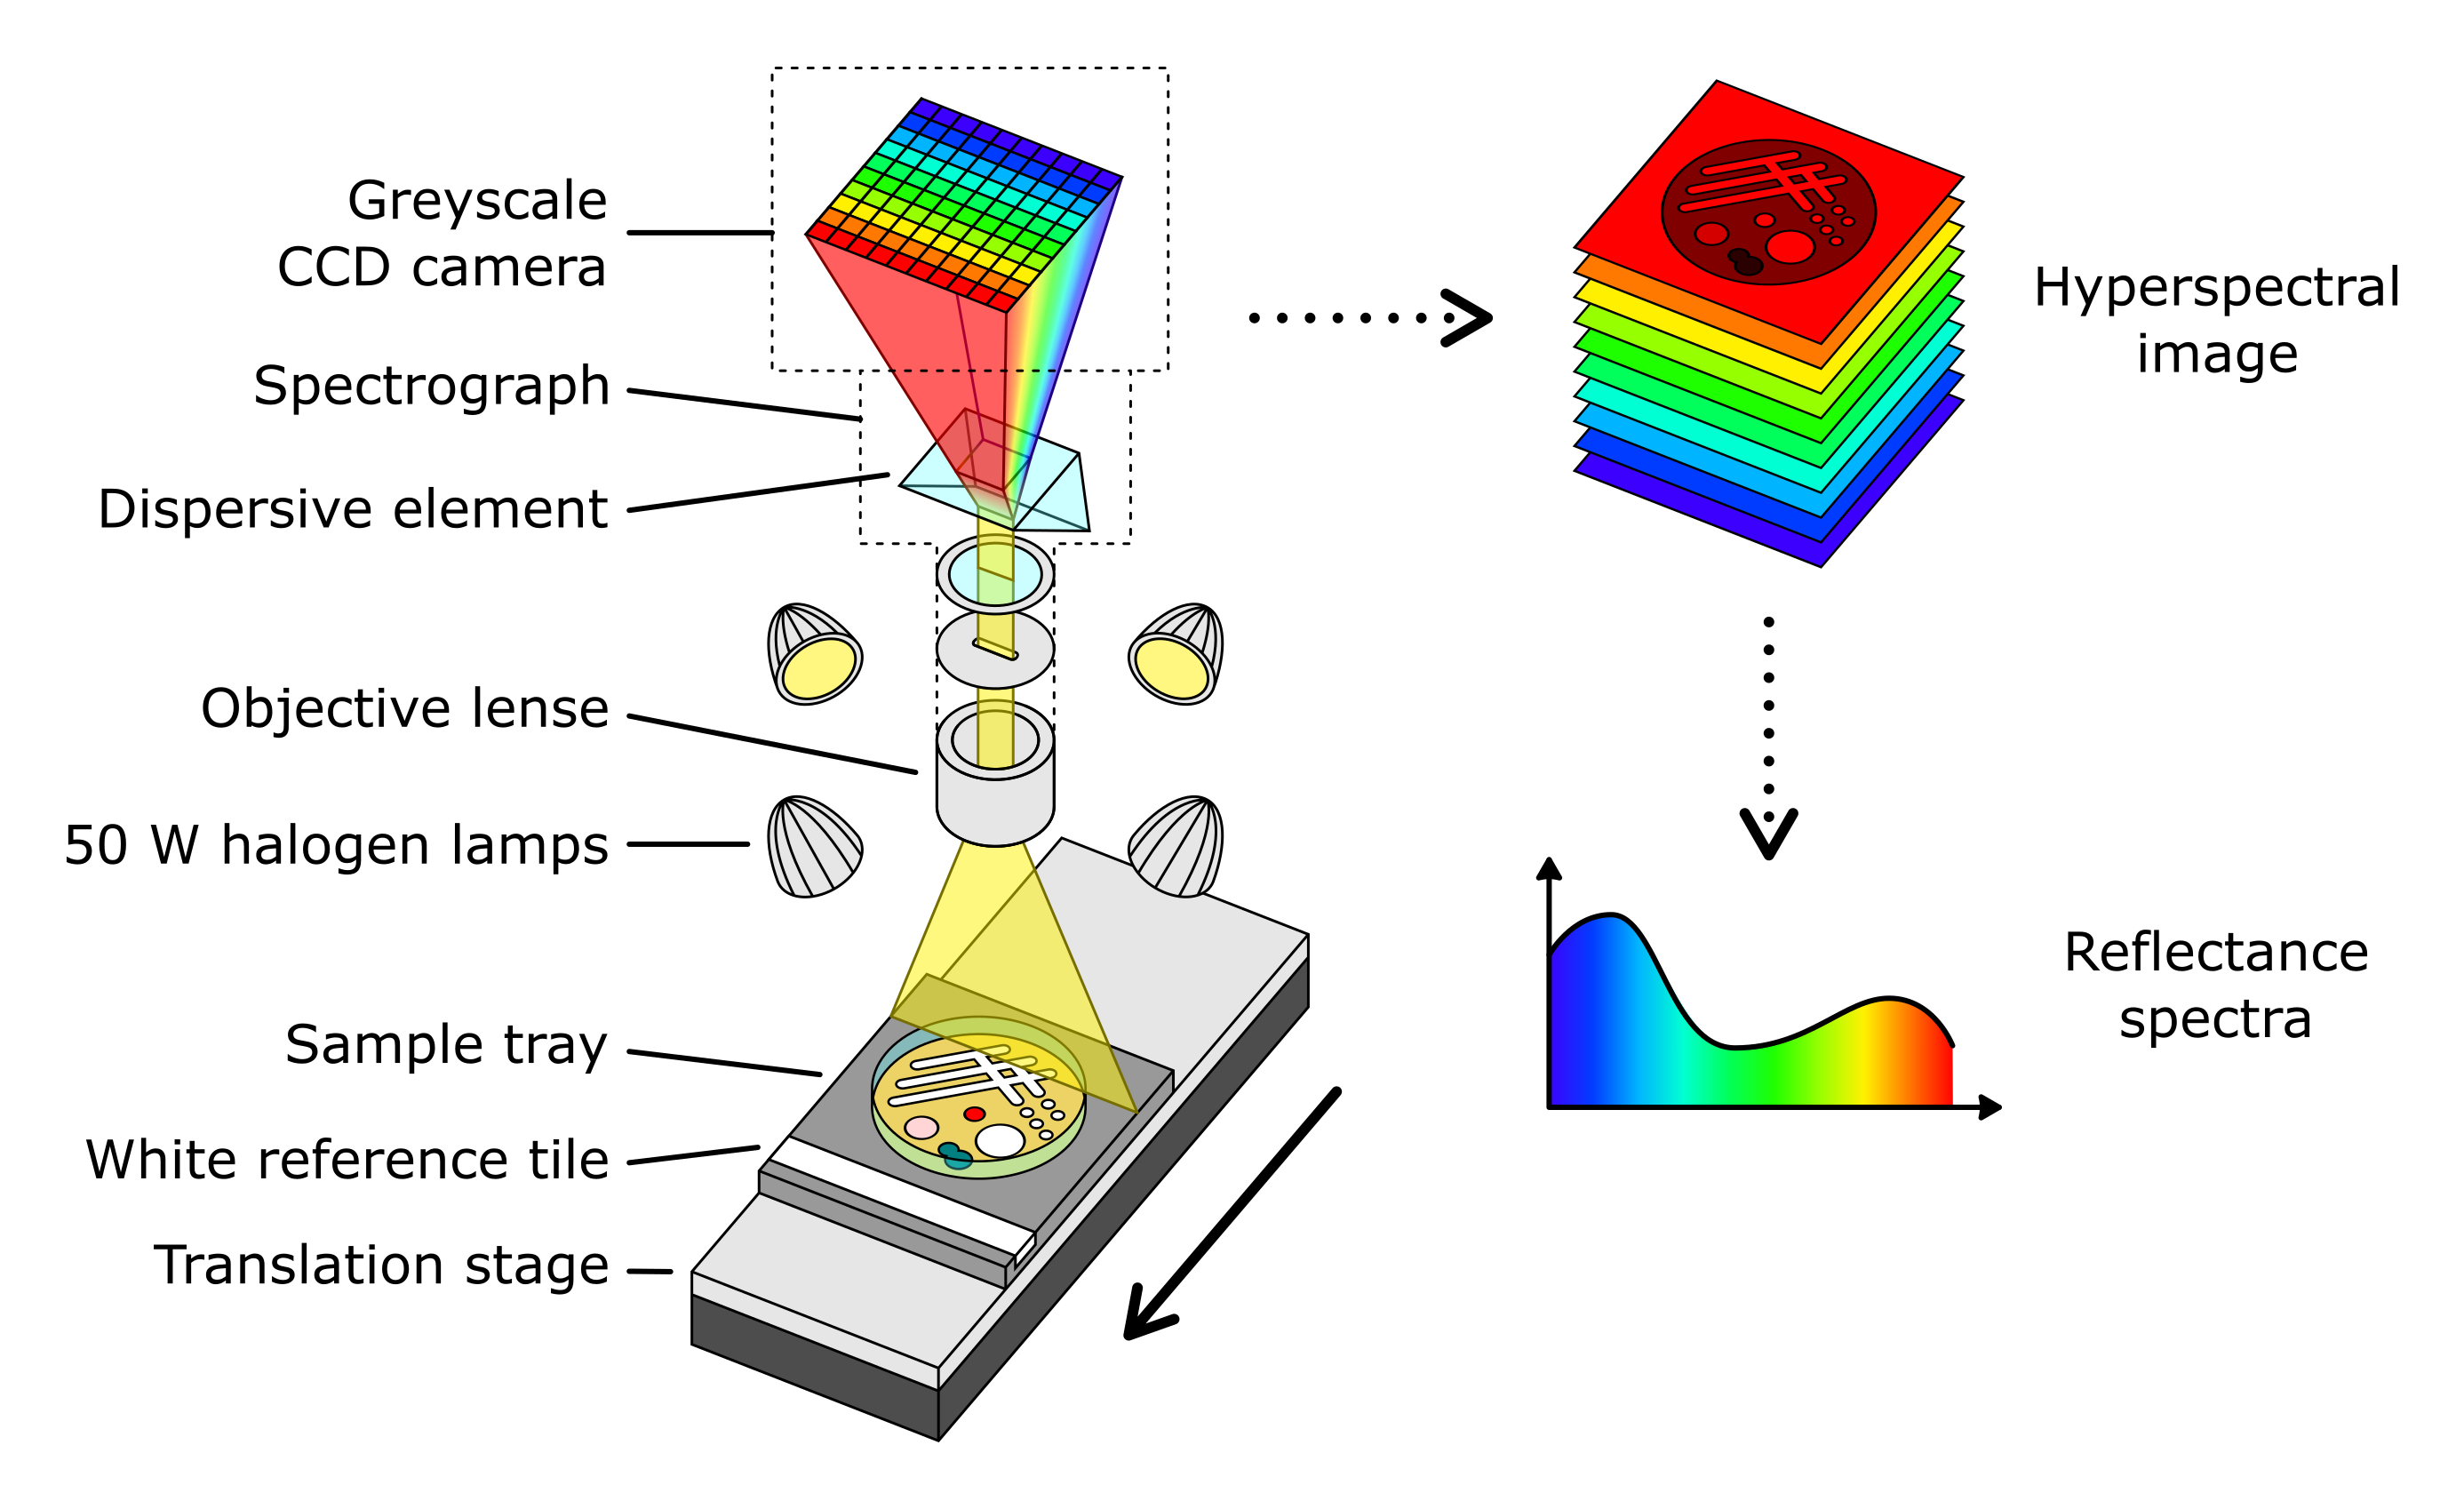 Greyscale
CCD camera
Spectrograph
Dispersive element
Objective lense
50 W halogen lamps
Sample tray
White reference tile
Translation stage
Hyperspectral
image
Reflectance
spectra